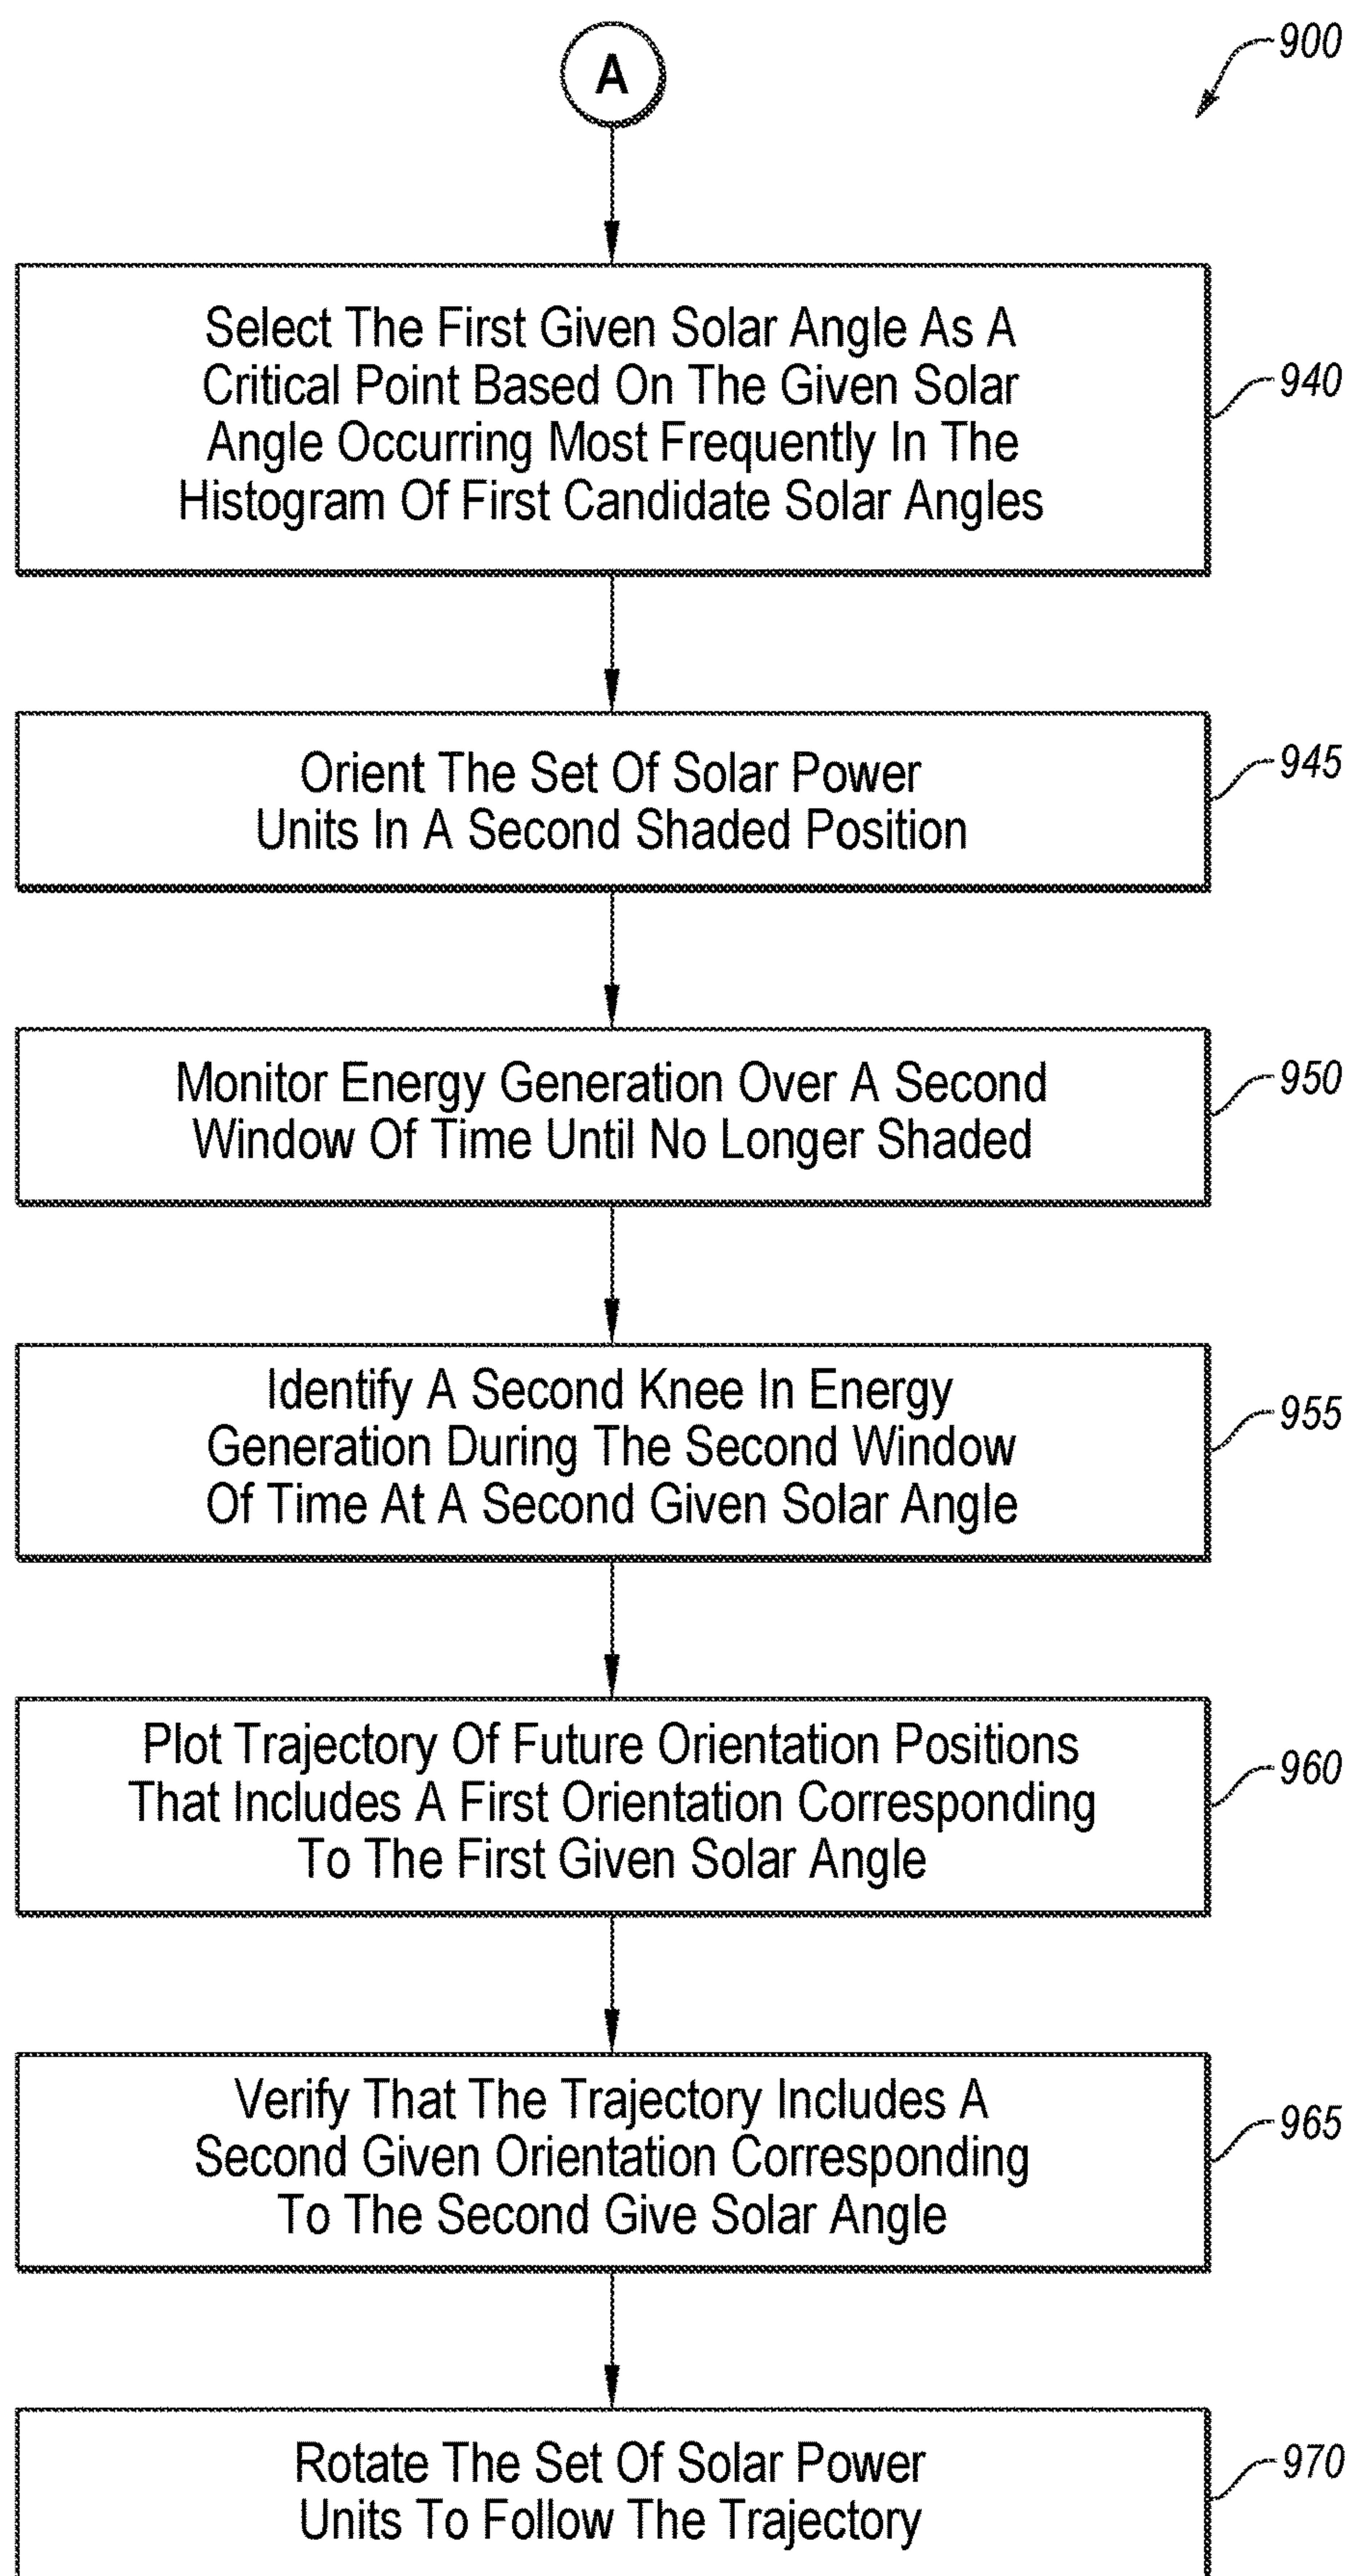 A
900
Select The First Given Solar Angle As A
Critical Point Based On The Given Solar
Angle Occurring Most Frequently In The
Histogram Of First Candidate Solar Angles
940
Orient The Set Of Solar Power
Units In A Second Shaded Position
945
Monitor Energy Generation Over A Second
Window Of Time Until No Longer Shaded
950
Identify A Second Knee In Energy
Generation During The Second Window
Of Time At A Second Given Solar Angle
955
Plot Trajectory Of Future Orientation Positions
That Includes A First Orientation Corresponding
To The First Given Solar Angle
960
Verify That The Trajectory Includes A
Second Given Orientation Corresponding
To The Second Give Solar Angle
965
Rotate The Set Of Solar Power
Units To Follow The Trajectory
970